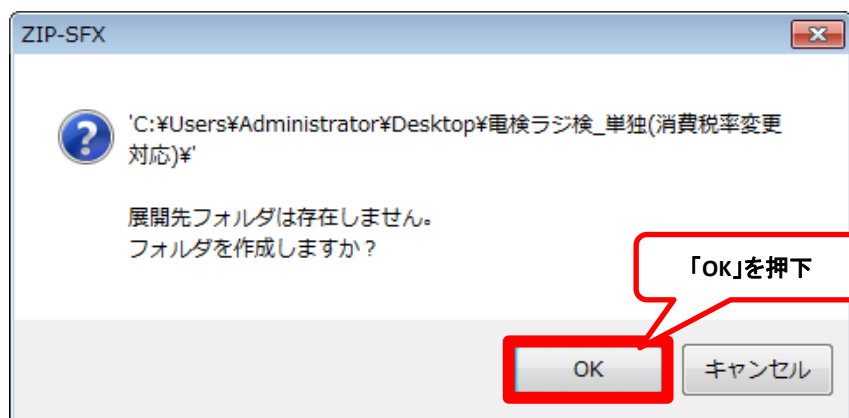 ZIP-SFX
'C:¥Users¥Administrator¥Desktop¥電検ラジ検_単独(消費税率変更
対応)¥'
展開先フォルダは存在しません。
フォルダを作成しますか？
「OK」を押下
OK
キャンセル